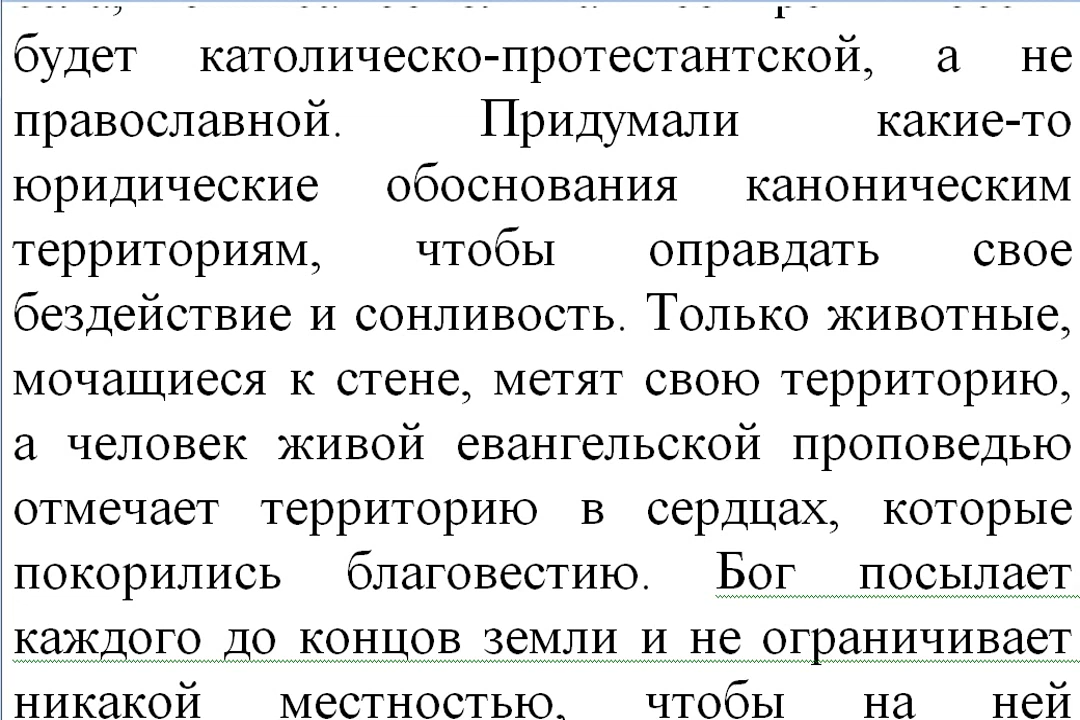 будет католическо-протестантской, а не
православной. Придумали какие-то
юридические обоснования каноническим
территориям, чтобы оправдать свое
бездействие и сонливость. Только животные,
мочащиеся к стене, метят свою территорию,
а человек живой евангельской проповедью
отмечает территорию в сердцах, которые
покорились благовестию. Бог посылает
каждого до концов земли и не ограничивает
никакой местностью, чтобы на ней